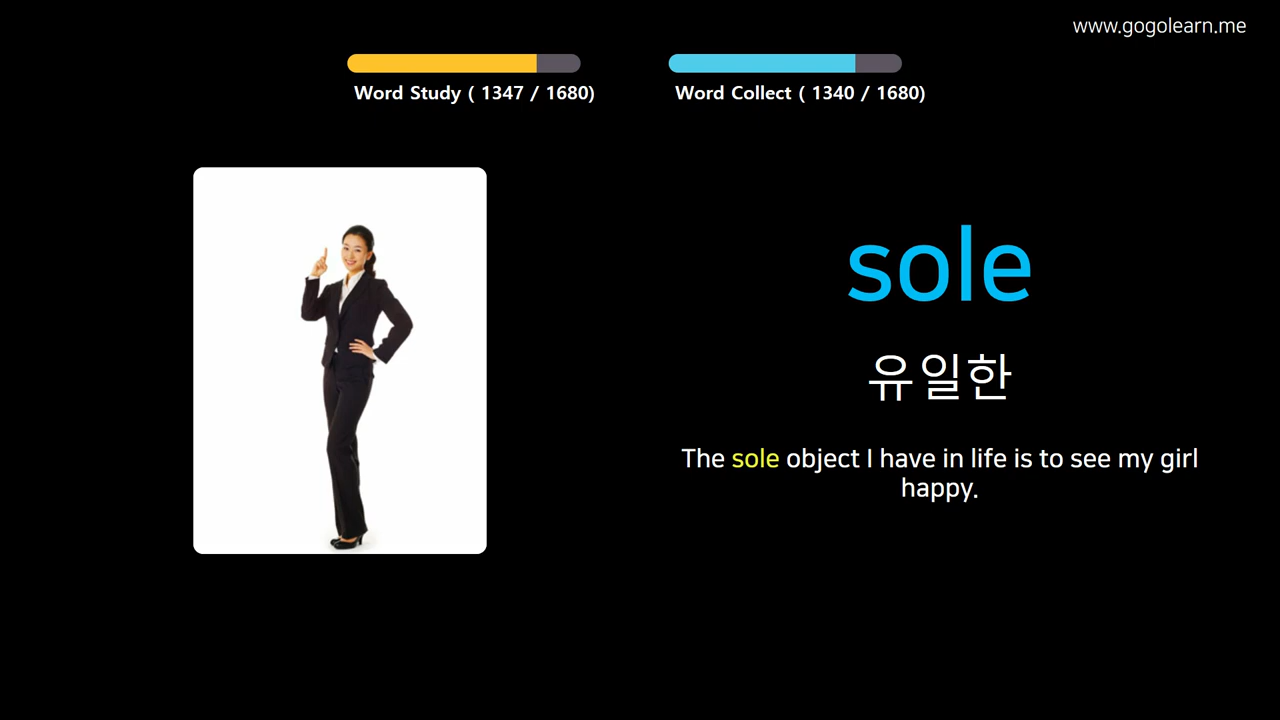 www.gogolearn.me
Word Study ( 1347 / 1680)
Word Collect ( 1340 / 1680)
sole
유일한
The sole object I have in life is to see my girl
happy.